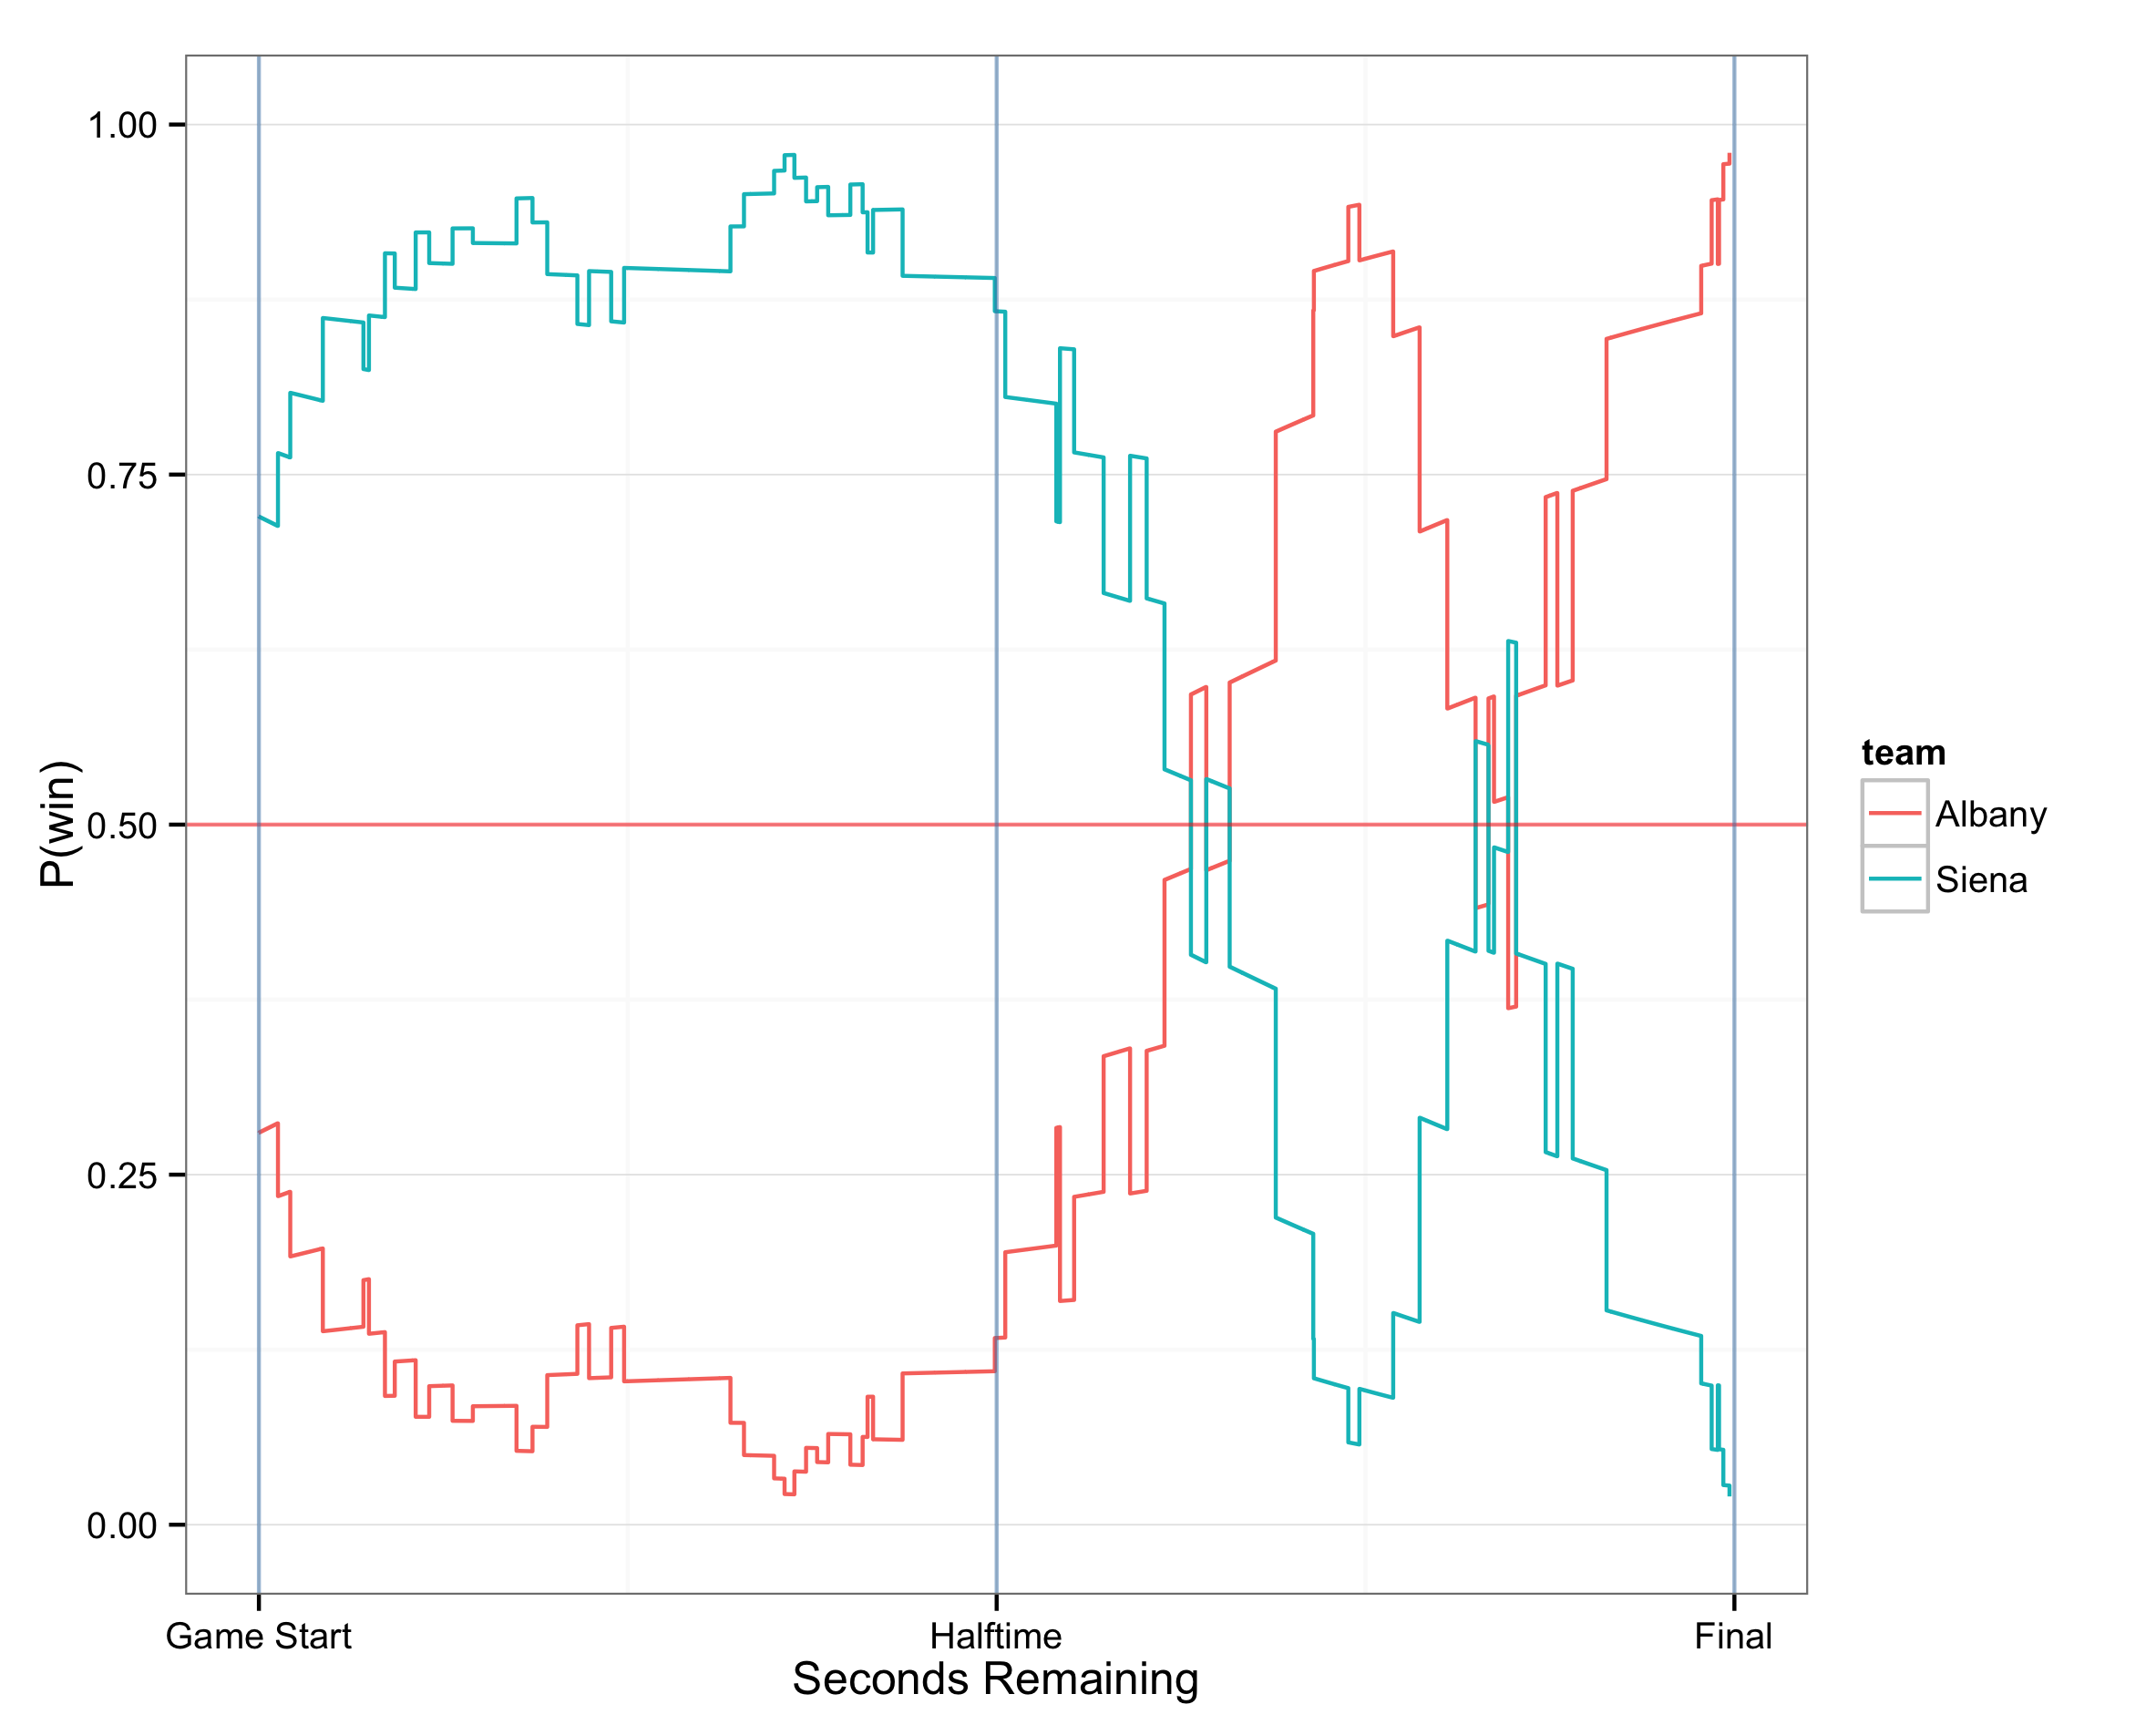 P(win)
1.00
0.75
0.50
0.25
0.00
Game Start
Halftime
Final
Seconds Remaining
team
Albany
Siena